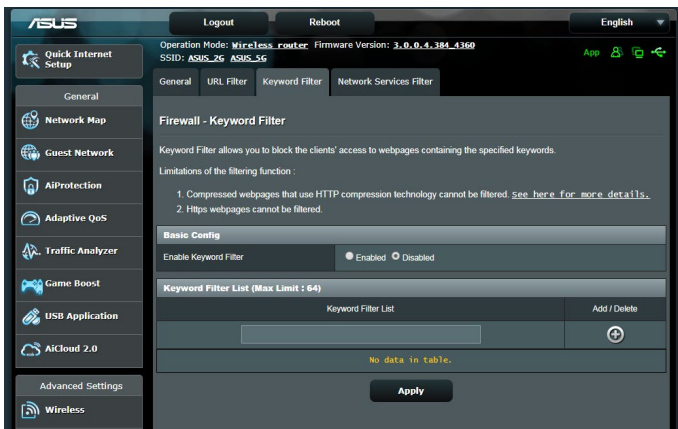 ASUS
Logout
Reboot
English
Operation Mode: Wireless router Firmware Version: 3.0.0.4.384_4360
SSID: ASUS_2G ASUS_5G
App
Quick Internet
Setup
General
Network Map
Guest Network
AiProtection
Adaptive QoS
Traffic Analyzer
Game Boost
USB Application
AiCloud 2.0
Advanced Settings
Wireless
General
URL Filter
Keyword Filter
Network Services Filter
Firewall - Keyword Filter
Keyword Filter allows you to block the clients' access to webpages containing the specified keywords.
Limitations of the filtering function :
1. Compressed webpages that use HTTP compression technology cannot be filtered. See here for more details.
2. Https webpages cannot be filtered.
Basic Config
Enable Keyword Filter
Enabled Disabled
Keyword Filter List (Max Limit : 64)
Keyword Filter List
Add / Delete
No data in table.
Apply